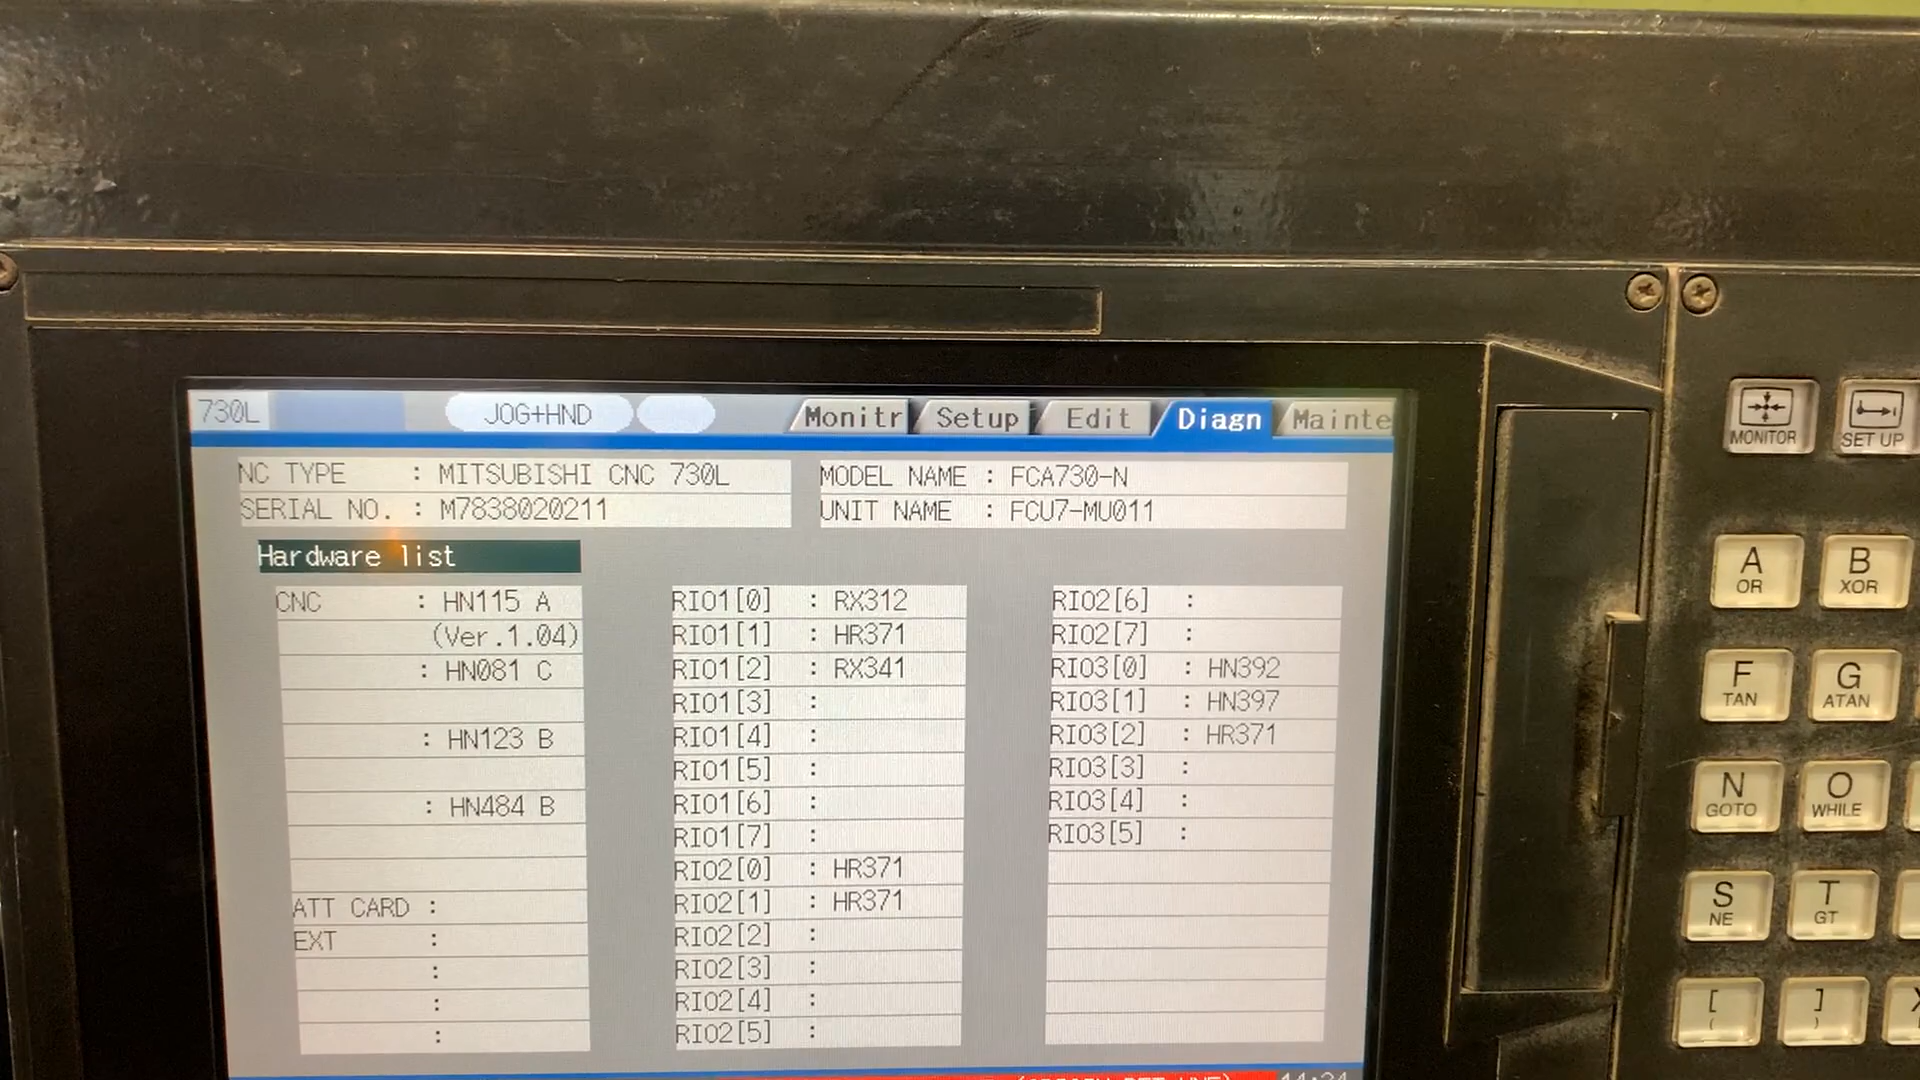 730L JOG+HND Monitr Setup Edit Diagn Mainte
NC TYPE : MITSUBISHI CNC 730L MODEL NAME : FCA730-N
SERIAL NO. : M7838020211 UNIT NAME : FCU7-MU011
Hardware list
CNC : HN115 A
(Ver.1.04)
: HN081 C
: HN123 B
: HN484 B
ATT CARD :
EXT :
:
:
:
RIO1[0] : RX312
RIO1[1] : HR371
RIO1[2] : RX341
RIO1[3] :
RIO1[4] :
RIO1[5] :
RIO1[6] :
RIO1[7] :
RIO2[0] : HR371
RIO2[1] : HR371
RIO2[2] :
RIO2[3] :
RIO2[4] :
RIO2[5] :
RIO2[6] :
RIO2[7] :
RIO3[0] : HN392
RIO3[1] : HN397
RIO3[2] : HR371
RIO3[3] :
RIO3[4] :
RIO3[5] :
MONITOR SET UP
A B
OR XOR
F G
TAN ATAN
N O
GOTO WHILE
S T
NE GT
[ ]
( )